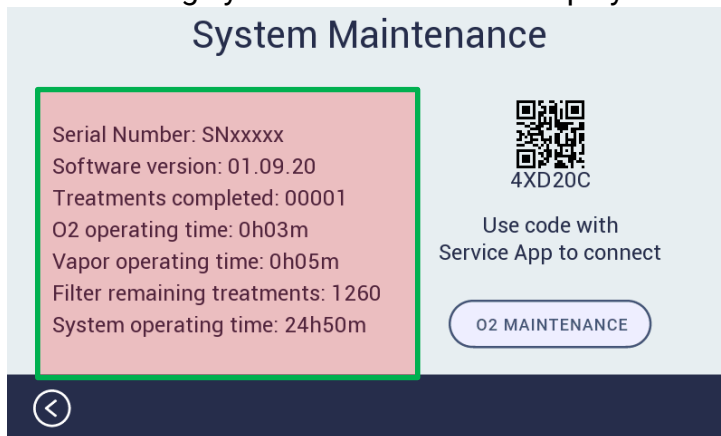 System Maintenance
Serial Number: SNxxxxx
Software version: 01.09.20
Treatments completed: 00001
O2 operating time: 0h03m
Vapor operating time: 0h05m
Filter remaining treatments: 1260
System operating time: 24h50m
4XD20C
Use code with
Service App to connect
O2 MAINTENANCE